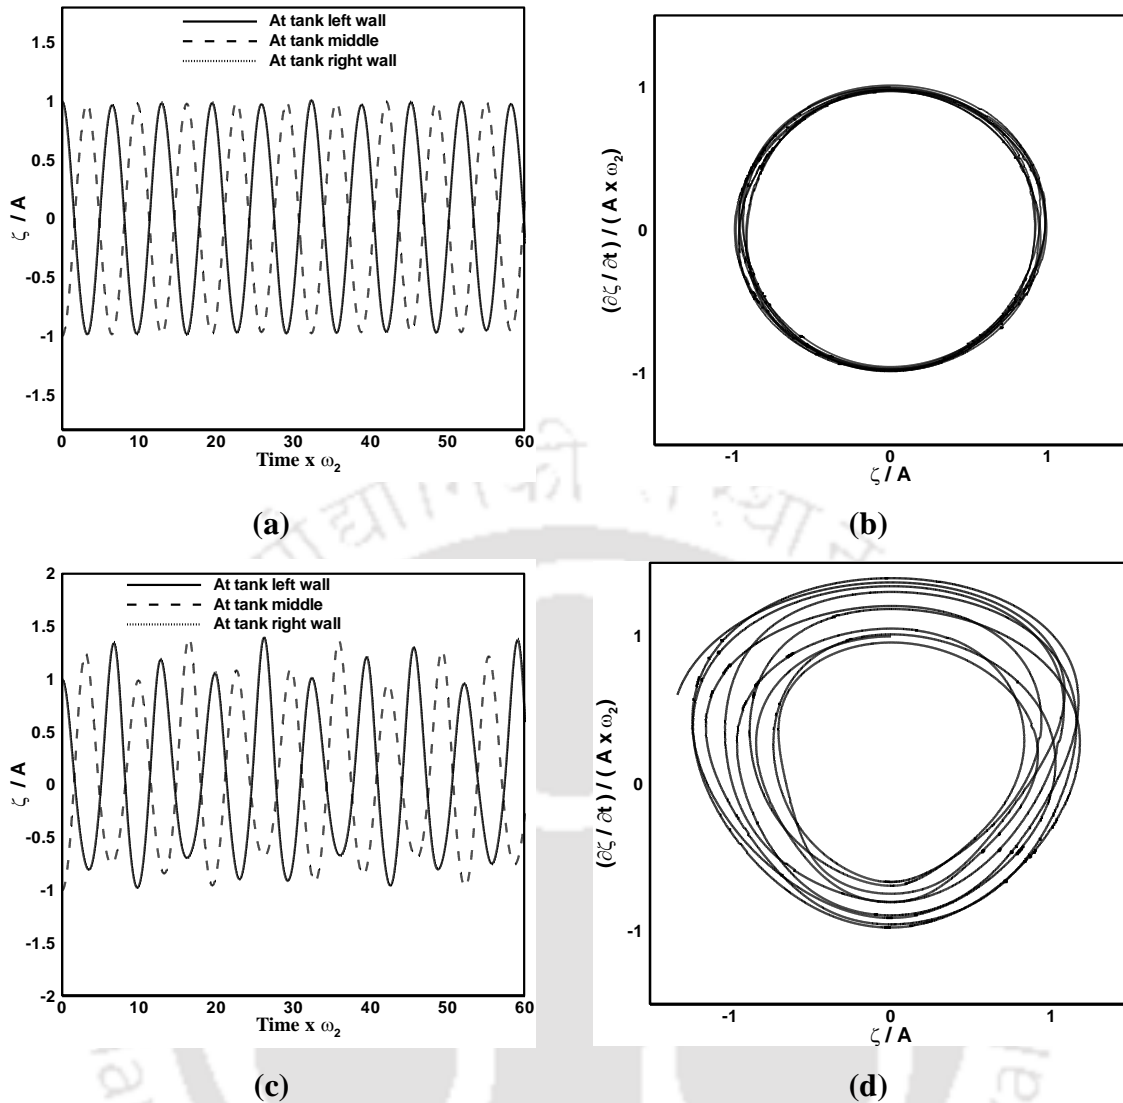 At tank left wall
At tank middle
At tank right wall
1.5
1
0.5
0
-0.5
-1
-1.5
ζ / A
0 10 20 30 40 50 60
Time x ω₂
(a)
1
0
-1
(∂ζ / ∂t) / (A x ω₂)
-1 0 1
ζ / A
(b)
At tank left wall
At tank middle
At tank right wall
2
1.5
1
0.5
0
-0.5
-1
-1.5
-2
ζ / A
0 10 20 30 40 50 60
Time x ω₂
(c)
1
0
-1
(∂ζ / ∂t) / (A x ω₂)
-1 0 1
ζ / A
(d)